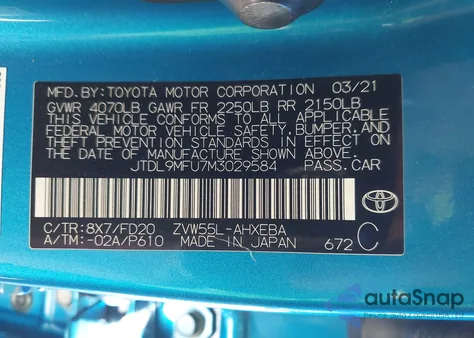 MFD.BY:TOYOTA MOTOR CORPORATION 03/21
GVWR 4070LB GAWR FR 2250LB RR 2150LB
THIS VEHICLE CONFORMS TO ALL APPLICABLE
FEDERAL MOTOR VEHICLE SAFETY, BUMPER, AND
THEFT PREVENTION STANDARDS IN EFFECT ON
THE DATE OF MANUFACTURE SHOWN ABOVE.
JTDL9MFU7M3029584 PASS.CAR
C/TR:8X7/FD20 ZVW55L-AHXEBA
A/TM:-02A/P610 MADE IN JAPAN 672 C
autoSnap